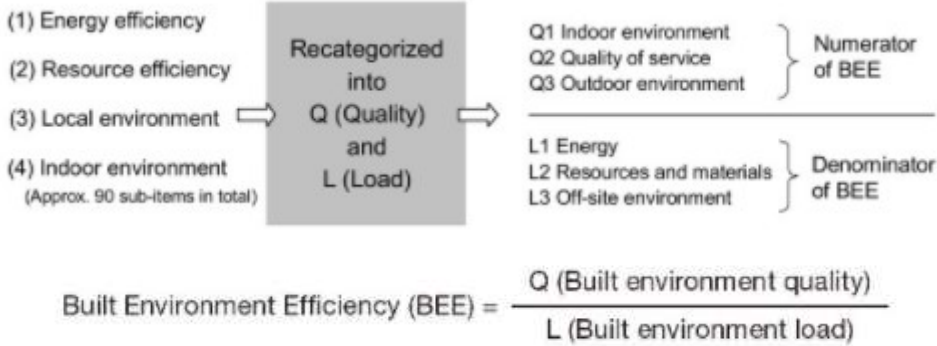 (1) Energy efficiency
(2) Resource efficiency
(3) Local environment
(4) Indoor environment
(Approx. 90 sub-items in total)
Recategorized
into
Q (Quality)
and
L (Load)
Q1 Indoor environment
Q2 Quality of service
Q3 Outdoor environment
Numerator
of BEE
L1 Energy
L2 Resources and materials
L3 Off-site environment
Denominator
of BEE
Built Environment Efficiency (BEE) =
Q (Built environment quality)
L (Built environment load)